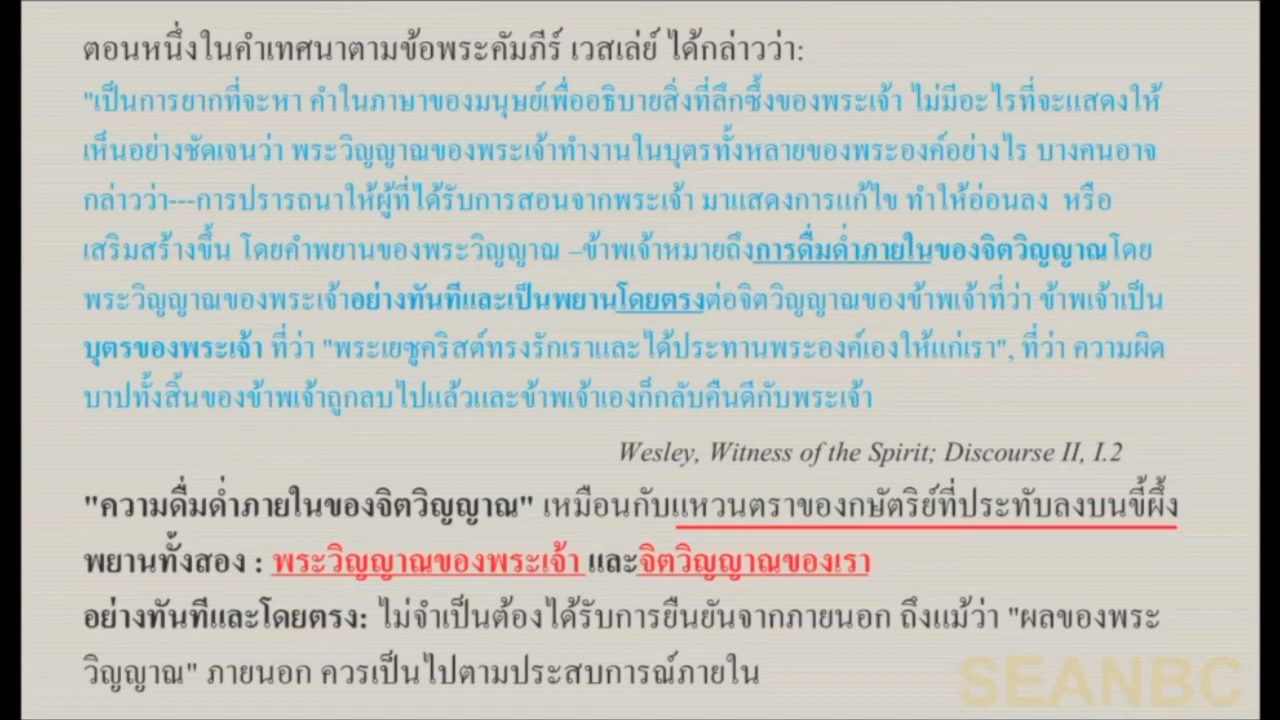 ตอนหนึ่งในคำเทศนาตามข้อพระคัมภีร์ เวสเล่ย์ ได้กล่าวว่า:
"เป็นการยากที่จะหา คำในภาษาของมนุษย์เพื่ออธิบายสิ่งที่ลึกซึ้งของพระเจ้า ไม่มีอะไรที่จะแสดงให้
เห็นอย่างชัดเจนว่า พระวิญญาณของพระเจ้าทำงานในบุตรทั้งหลายของพระองค์อย่างไร บางคนอาจ
กล่าวว่า---การปรารถนาให้ผู้ที่ได้รับการสอนจากพระเจ้า มาแสดงการแก้ไข ทำให้อ่อนลง หรือ
เสริมสร้างขึ้น โดยคำพยานของพระวิญญาณ –ข้าพเจ้าหมายถึงการดื่มด่ำภายในของจิตวิญญาณโดย
พระวิญญาณของพระเจ้าอย่างทันทีและเป็นพยานโดยตรงต่อจิตวิญญาณของข้าพเจ้าที่ว่า ข้าพเจ้าเป็น
บุตรของพระเจ้า ที่ว่า "พระเยซูคริสต์ทรงรักเราและได้ประทานพระองค์เองให้แก่เรา", ที่ว่า ความผิด
บาปทั้งสิ้นของข้าพเจ้าถูกลบไปแล้วและข้าพเจ้าเองก็กลับคืนดีกับพระเจ้า
Wesley, Witness of the Spirit; Discourse II, I.2
"ความดื่มด่ำภายในของจิตวิญญาณ" เหมือนกับแหวนตราของกษัตริย์ที่ประทับลงบนขี้ผึ้ง
พยานทั้งสอง : พระวิญญาณของพระเจ้า และจิตวิญญาณของเรา
อย่างทันทีและโดยตรง: ไม่จำเป็นต้องได้รับการยืนยันจากภายนอก ถึงแม้ว่า "ผลของพระ
วิญญาณ" ภายนอก ควรเป็นไปตามประสบการณ์ภายใน
SEANBC